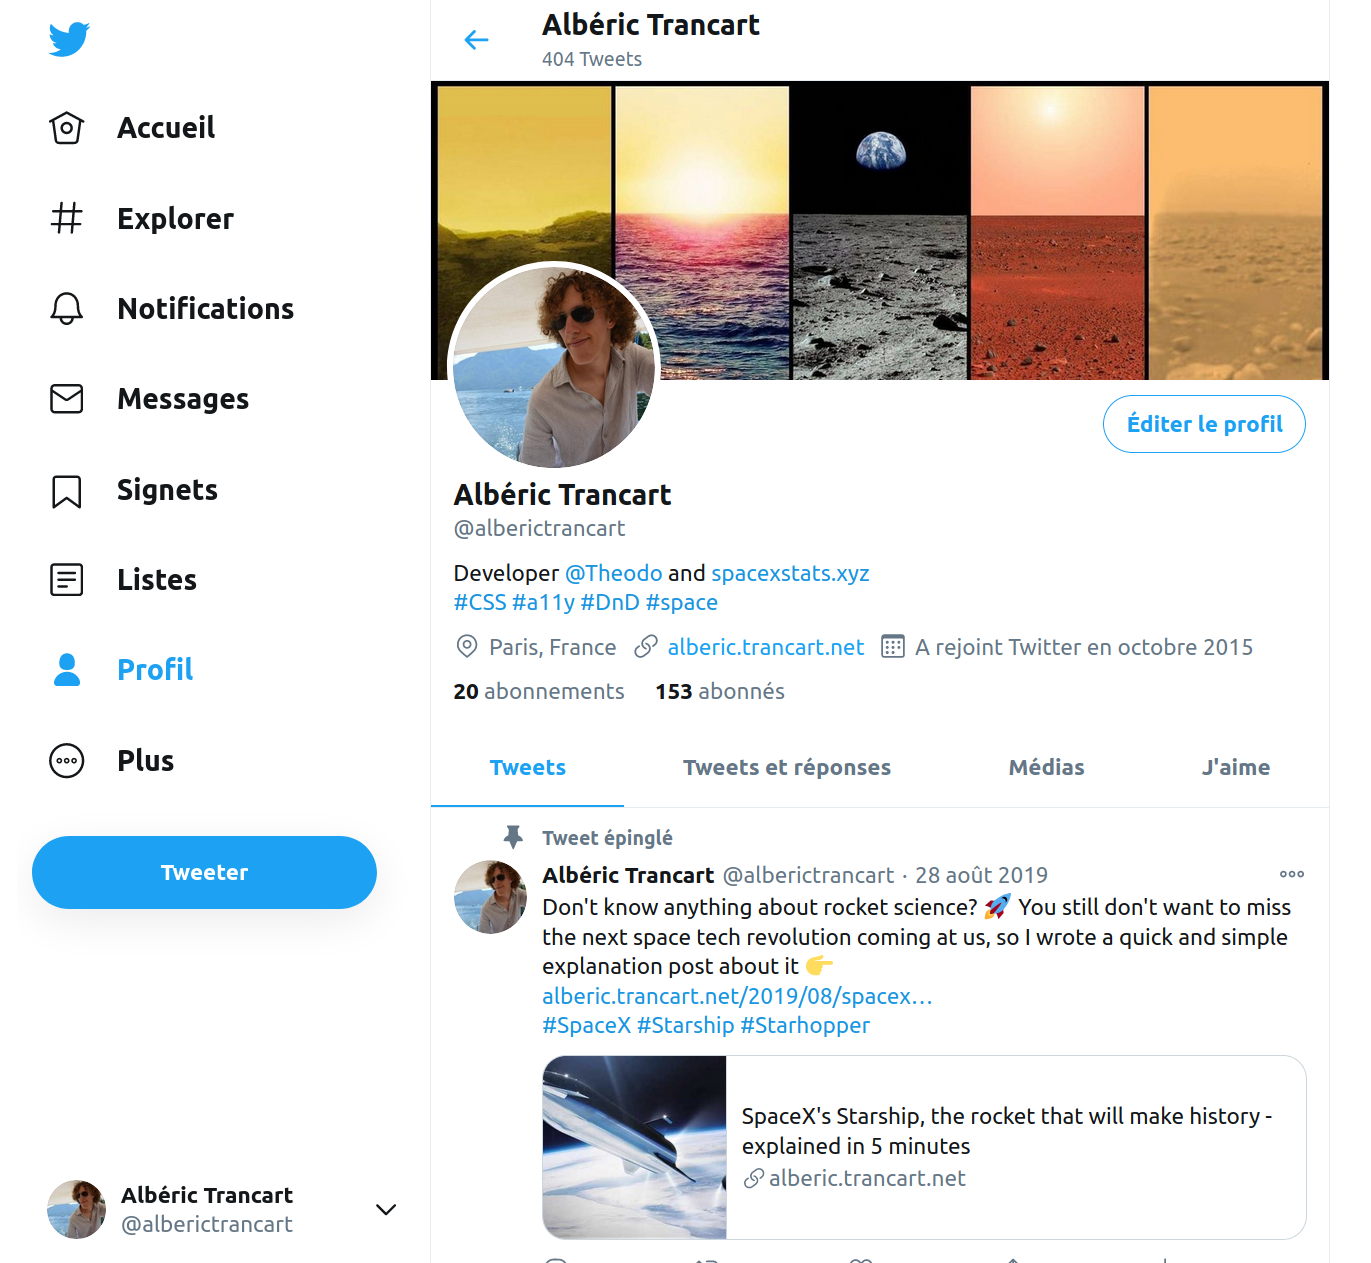 Albéric Trancart
404 Tweets
Accueil
Explorer
Notifications
Messages
Signets
Listes
Profil
Plus
Tweeter
Albéric Trancart
@alberictrancart
Éditer le profil
Albéric Trancart
@alberictrancart
Developer @Theodo and spacexstats.xyz
#CSS #a11y #DnD #space
Paris, France alberic.trancart.net A rejoint Twitter en octobre 2015
20 abonnements 153 abonnés
Tweets Tweets et réponses Médias J'aime
Tweet épinglé
Albéric Trancart @alberictrancart · 28 août 2019
Don't know anything about rocket science? 🚀 You still don't want to miss
the next space tech revolution coming at us, so I wrote a quick and simple
explanation post about it 👉
alberic.trancart.net/2019/08/spacex…
#SpaceX #Starship #Starhopper
SpaceX's Starship, the rocket that will make history -
explained in 5 minutes
alberic.trancart.net